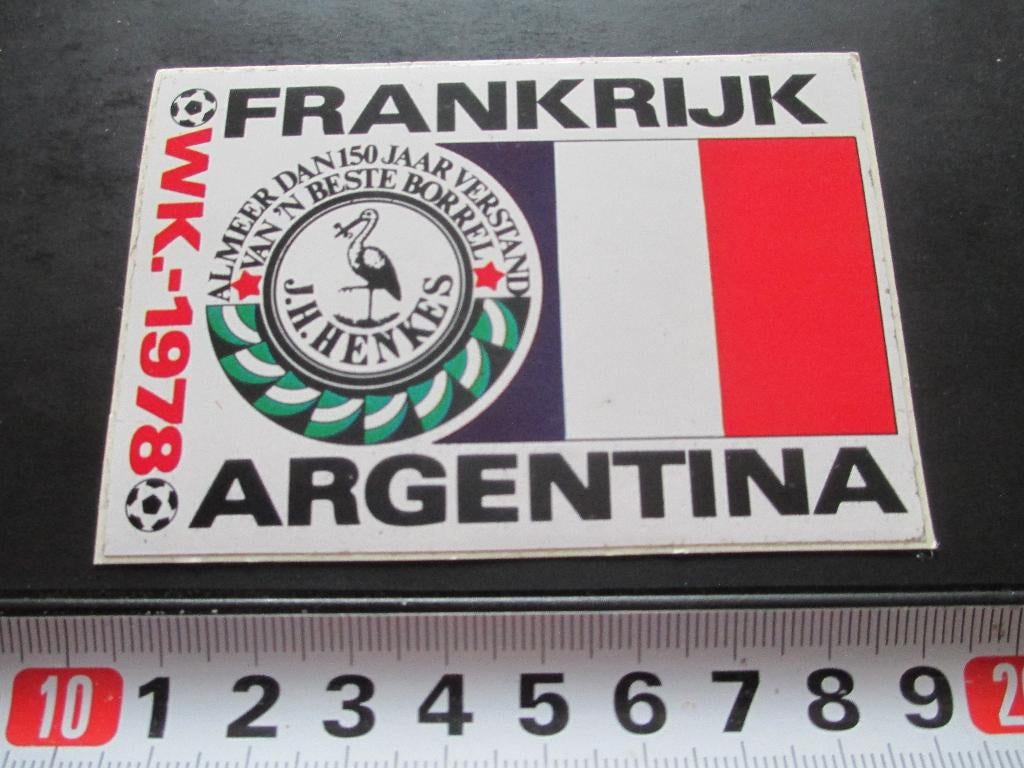 FRANKRIJK
WK.-1978
ALMEER DAN 150 JAAR VERSTAND
VAN 'N BESTE BORREL
J.H. HENKES
ARGENTINA
10 1 2 3 4 5 6 7 8 9 2